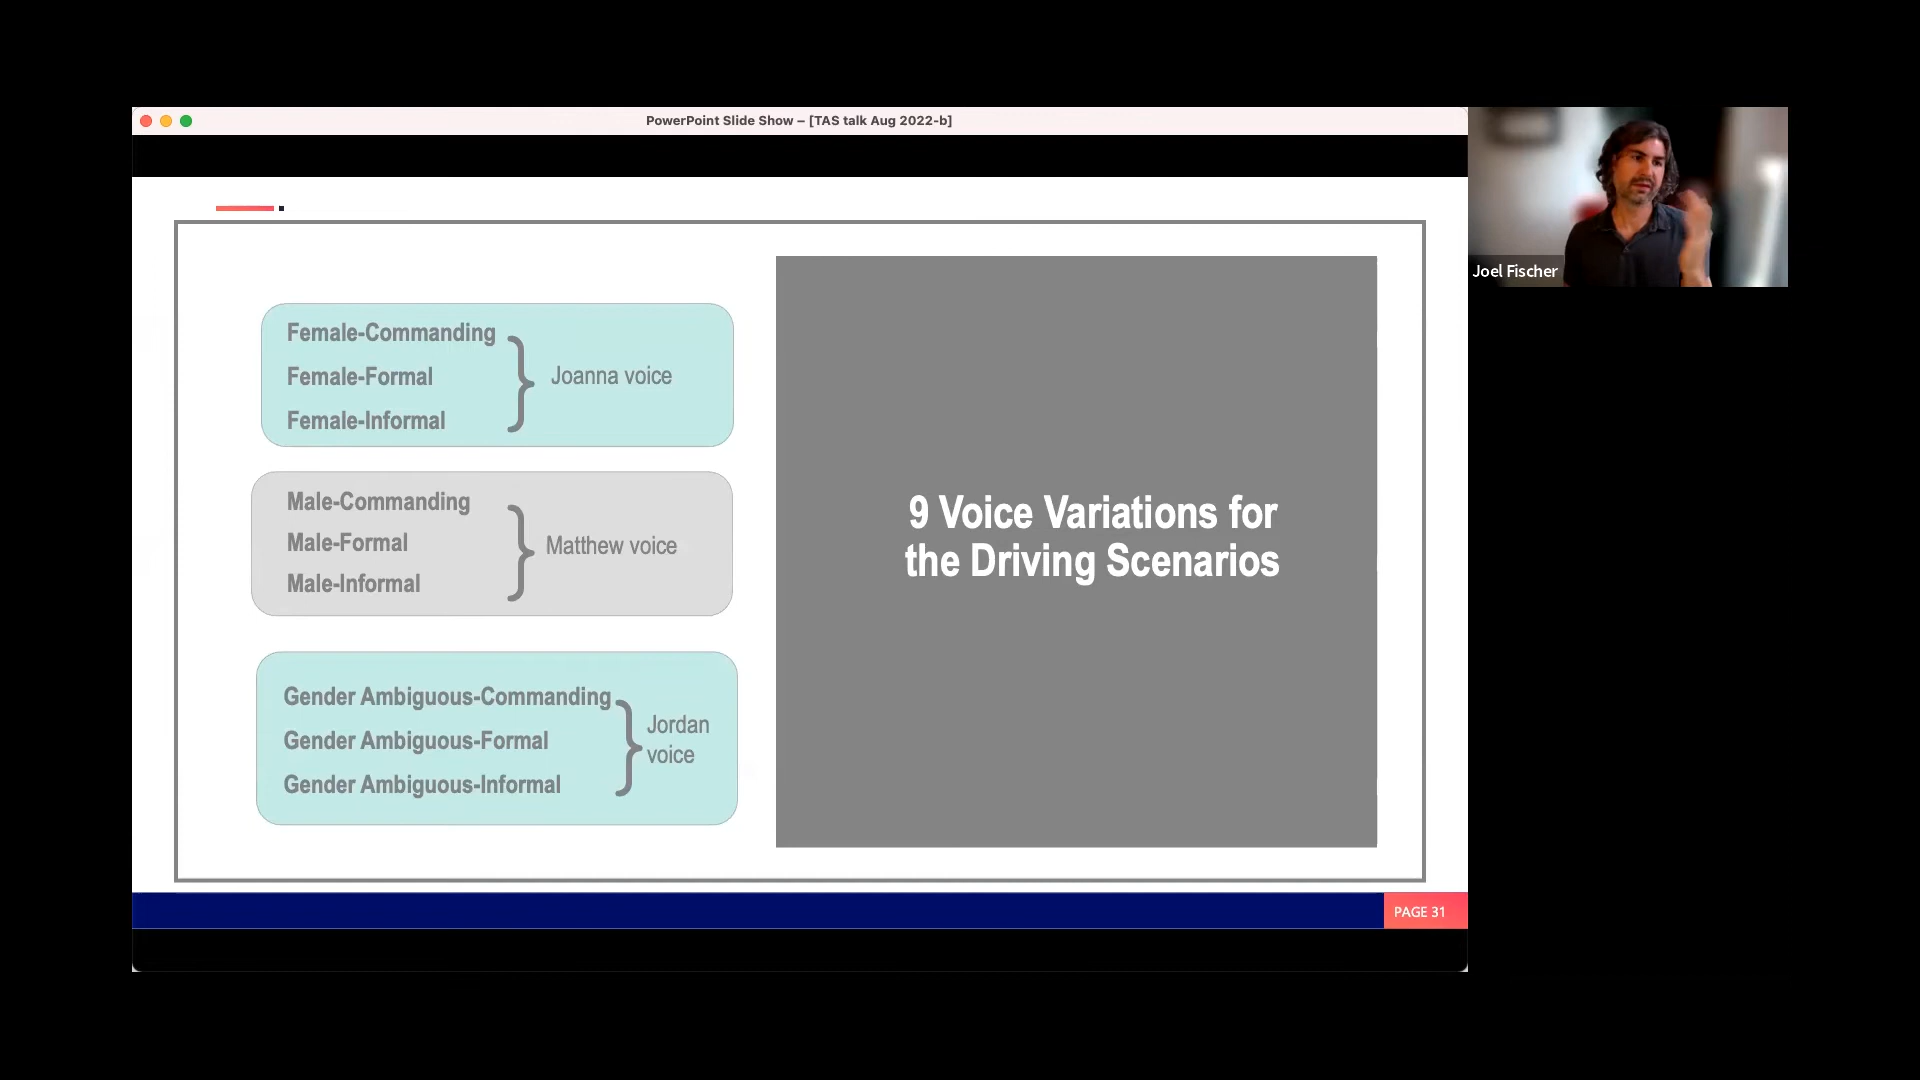 PowerPoint Slide Show – [TAS talk Aug 2022-b]
Female-Commanding
Female-Formal
Female-Informal
Joanna voice
Male-Commanding
Male-Formal
Male-Informal
Matthew voice
Gender Ambiguous-Commanding
Gender Ambiguous-Formal
Gender Ambiguous-Informal
Jordan
voice
9 Voice Variations for
the Driving Scenarios
PAGE 31
Joel Fischer